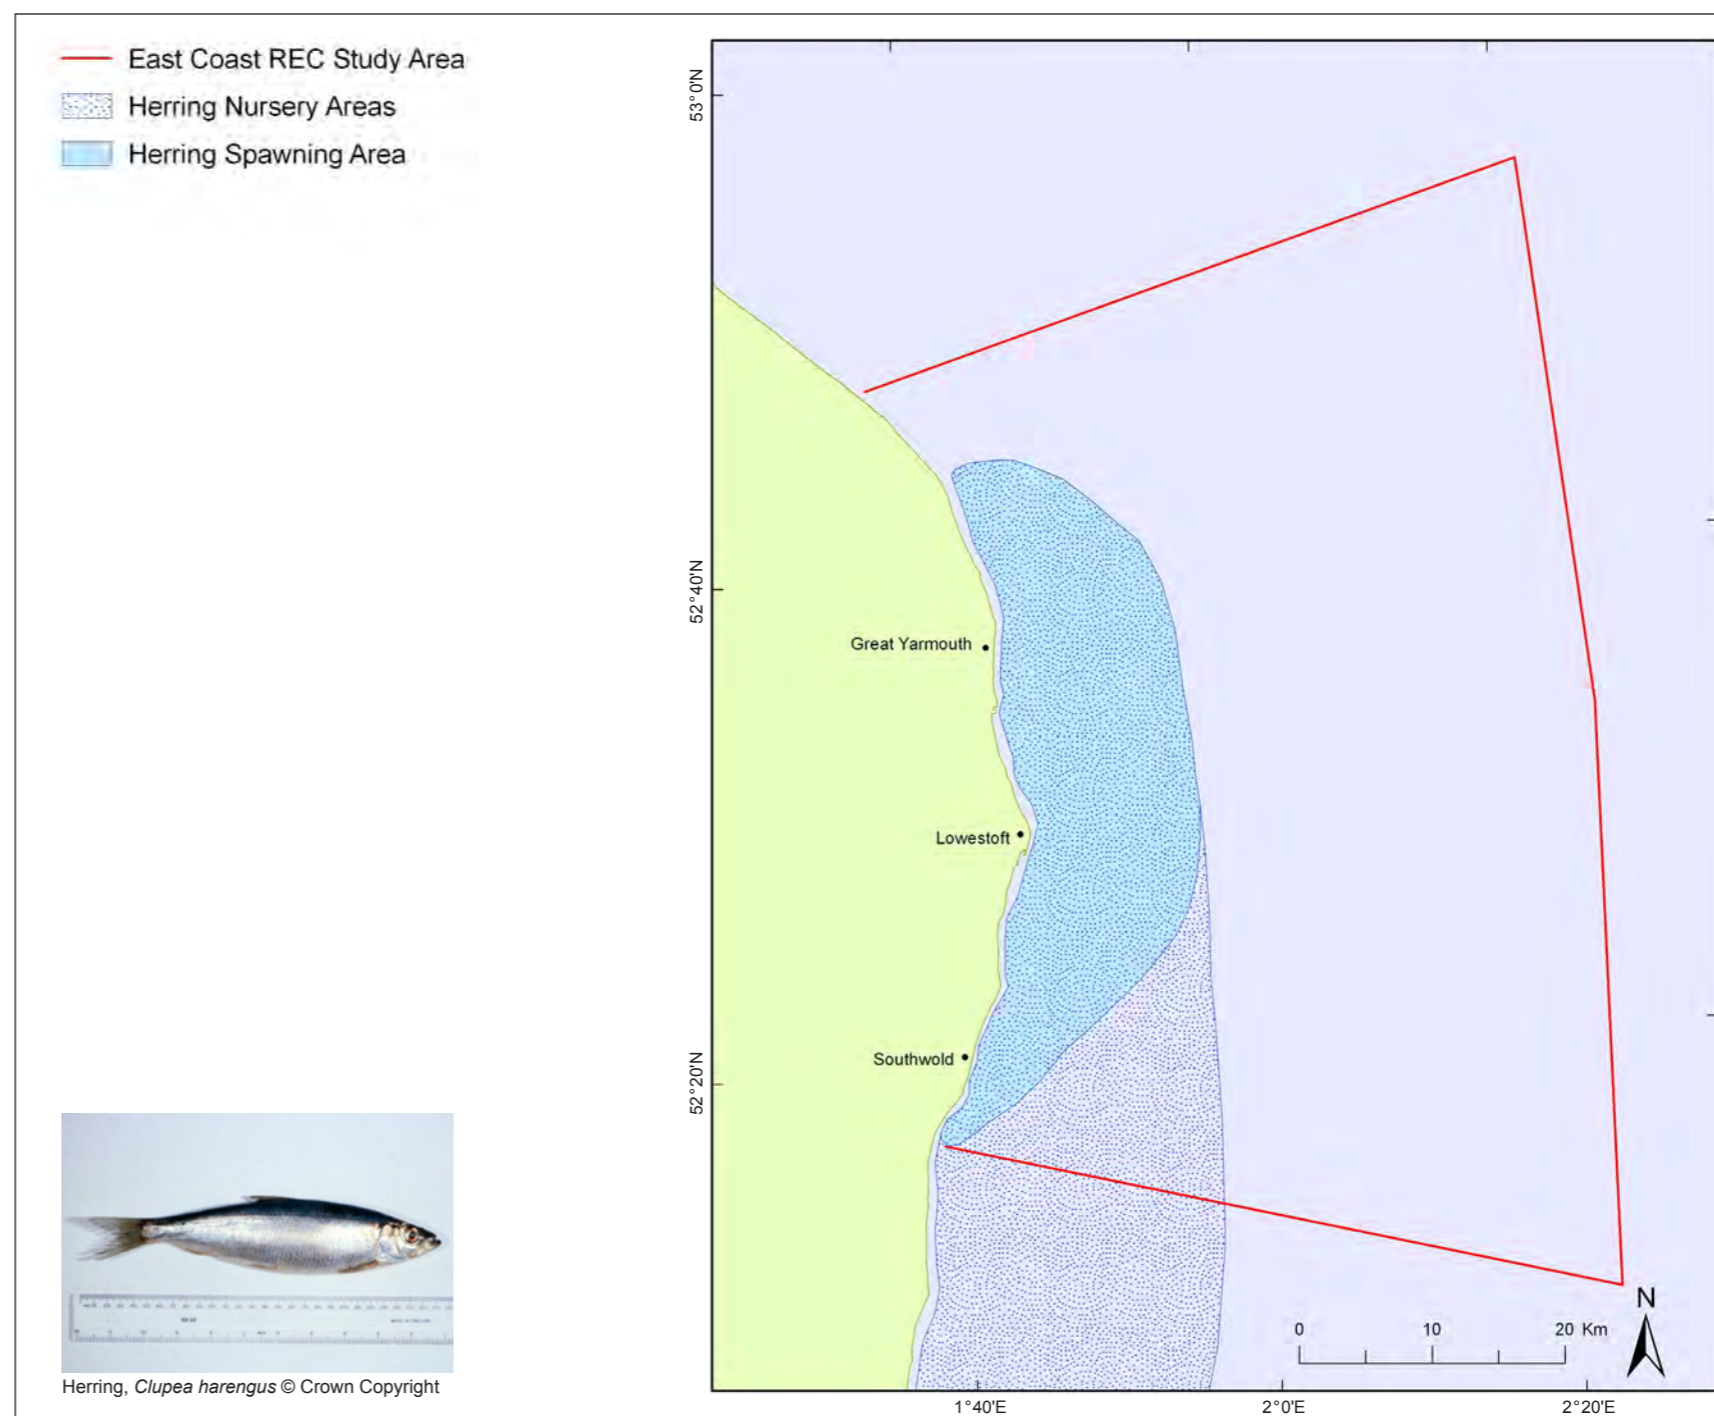 East Coast REC Study Area
Herring Nursery Areas
Herring Spawning Area
53°0'N
52°40'N
Great Yarmouth
Lowestoft
52°20'N
Southwold
N
0 10 20 Km
1°40'E 2°0'E 2°20'E
Herring, Clupea harengus © Crown Copyright